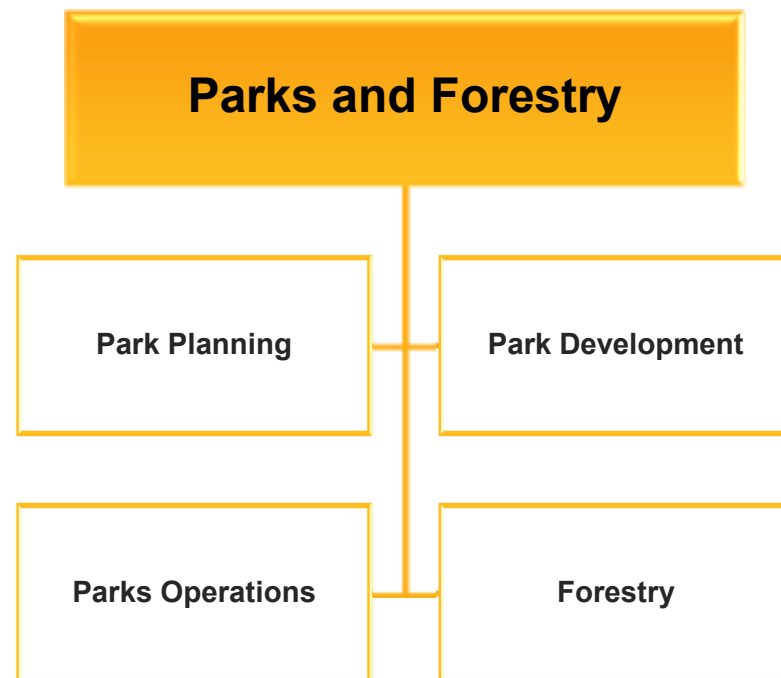 Parks and Forestry
Park Planning
Park Development
Parks Operations
Forestry